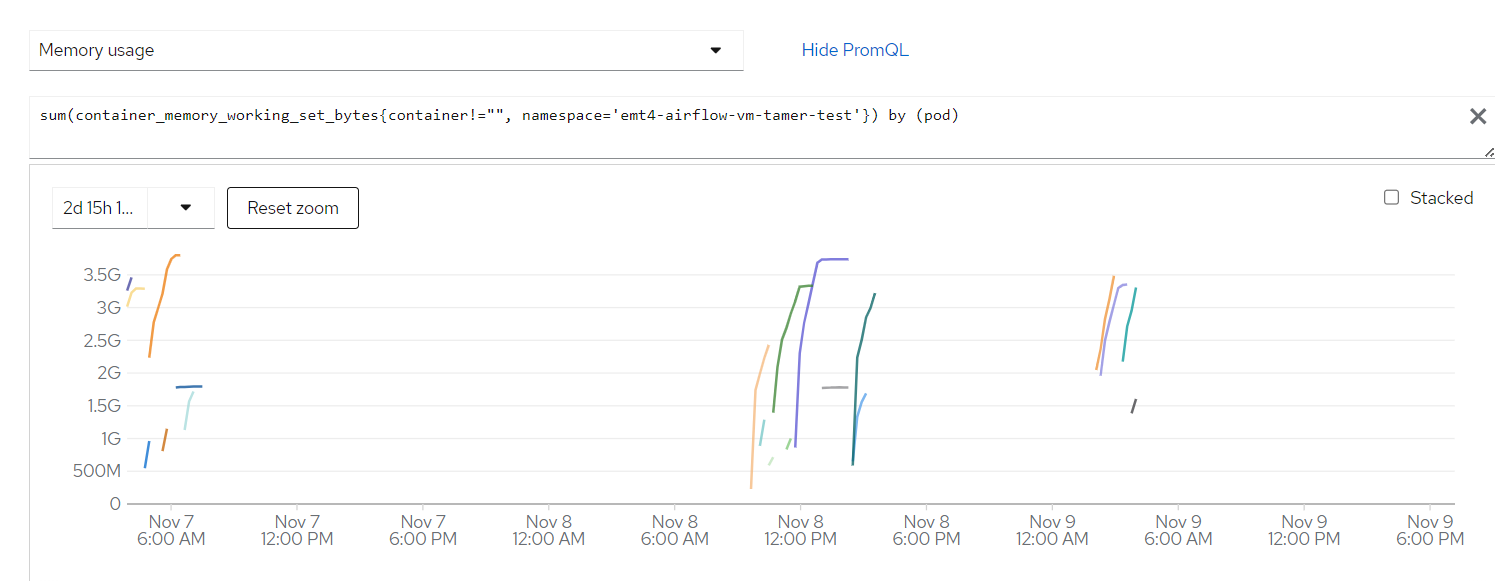 Memory usage
Hide PromQL
sum(container_memory_working_set_bytes{container!="", namespace='emt4-airflow-vm-tamer-test'}) by (pod)
2d 15h 1...
Reset zoom
Stacked
3.5G
3G
2.5G
2G
1.5G
1G
500M
0
Nov 7 Nov 7 Nov 7 Nov 8 Nov 8 Nov 8 Nov 8 Nov 9 Nov 9 Nov 9 Nov 9
6:00 AM 12:00 PM 6:00 PM 12:00 AM 6:00 AM 12:00 PM 6:00 PM 12:00 AM 6:00 AM 12:00 PM 6:00 PM